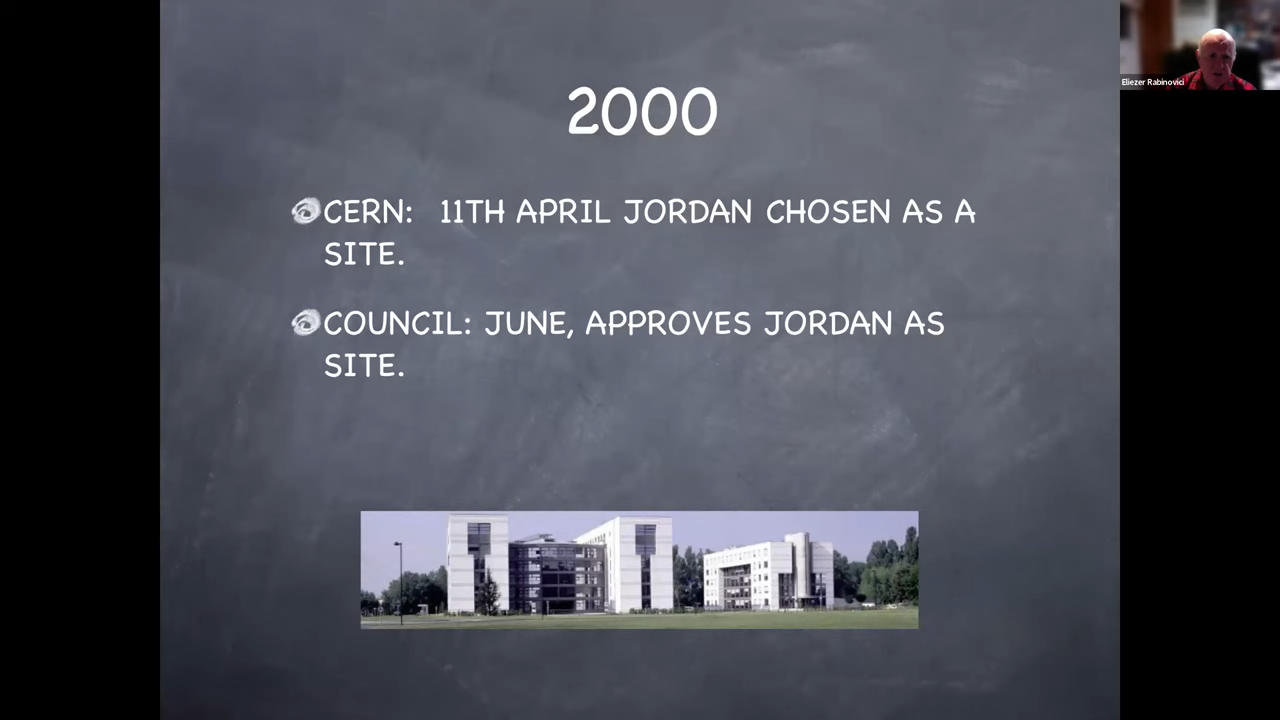 2000
CERN: 11TH APRIL JORDAN CHOSEN AS A
SITE.
COUNCIL: JUNE, APPROVES JORDAN AS
SITE.
Eliezer Rabinovici